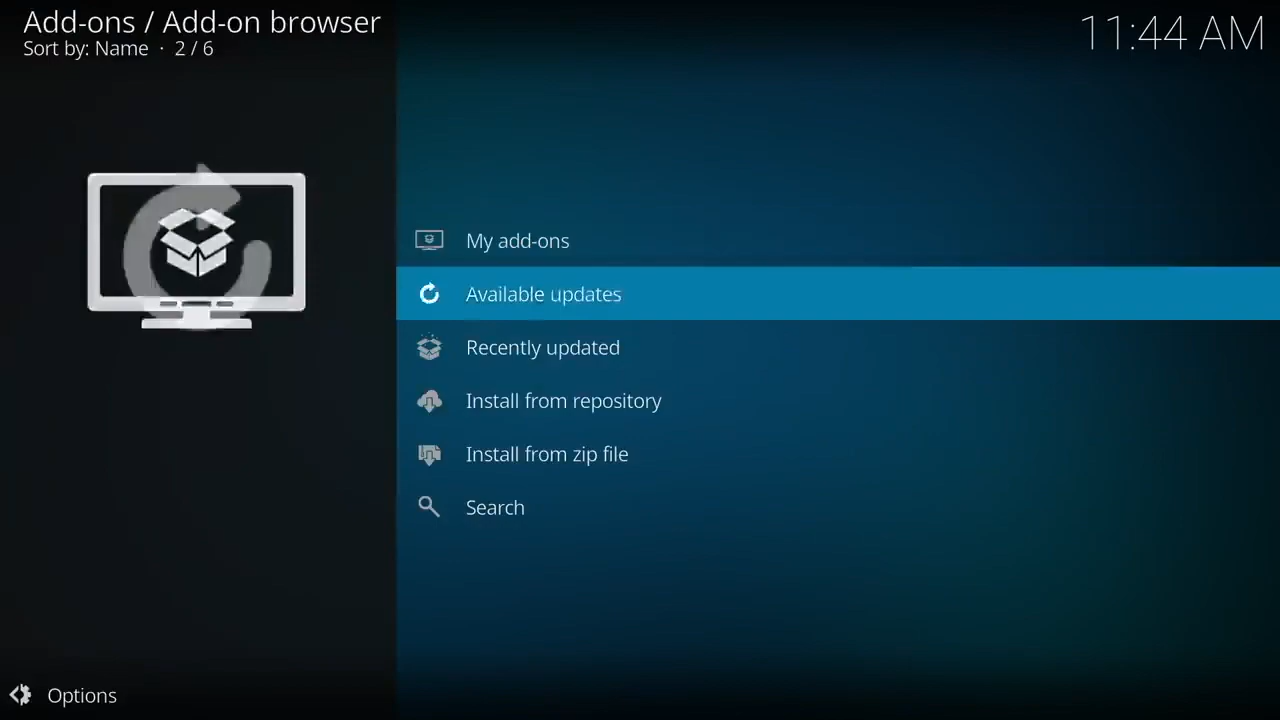 Add-ons / Add-on browser
Sort by: Name · 2 / 6
11:44 AM
My add-ons
Available updates
Recently updated
Install from repository
Install from zip file
Search
Options